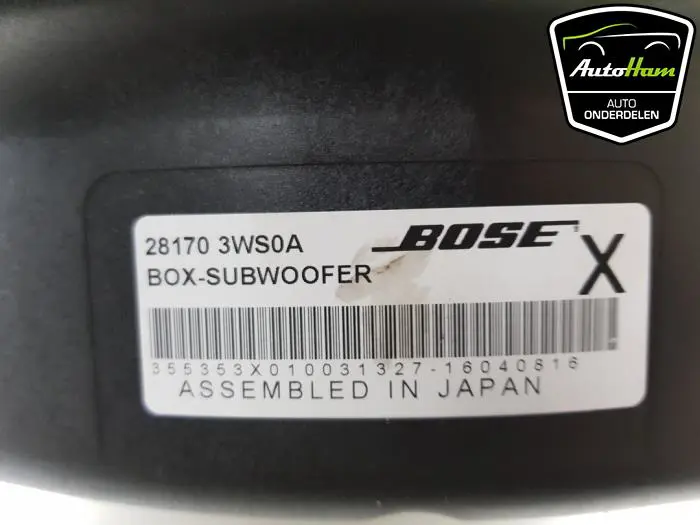 AutoHam
AUTO
ONDERDELEN
28170 3WS0A
BOSE®
BOX-SUBWOOFER
X
355353X010031327-16040816
ASSEMBLED IN JAPAN